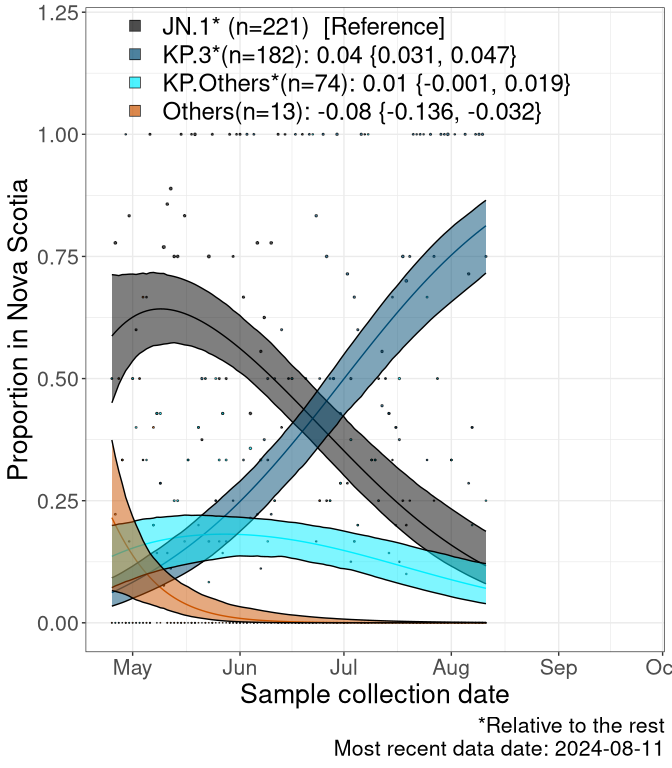 JN.1* (n=221)  [Reference]
KP.3*(n=182): 0.04 {0.031, 0.047}
KP.Others*(n=74): 0.01 {-0.001, 0.019}
Others(n=13): -0.08 {-0.136, -0.032}
Proportion in Nova Scotia
1.25
1.00
0.75
0.50
0.25
0.00
May Jun Jul Aug Sep Oc
Sample collection date
*Relative to the rest
Most recent data date: 2024-08-11